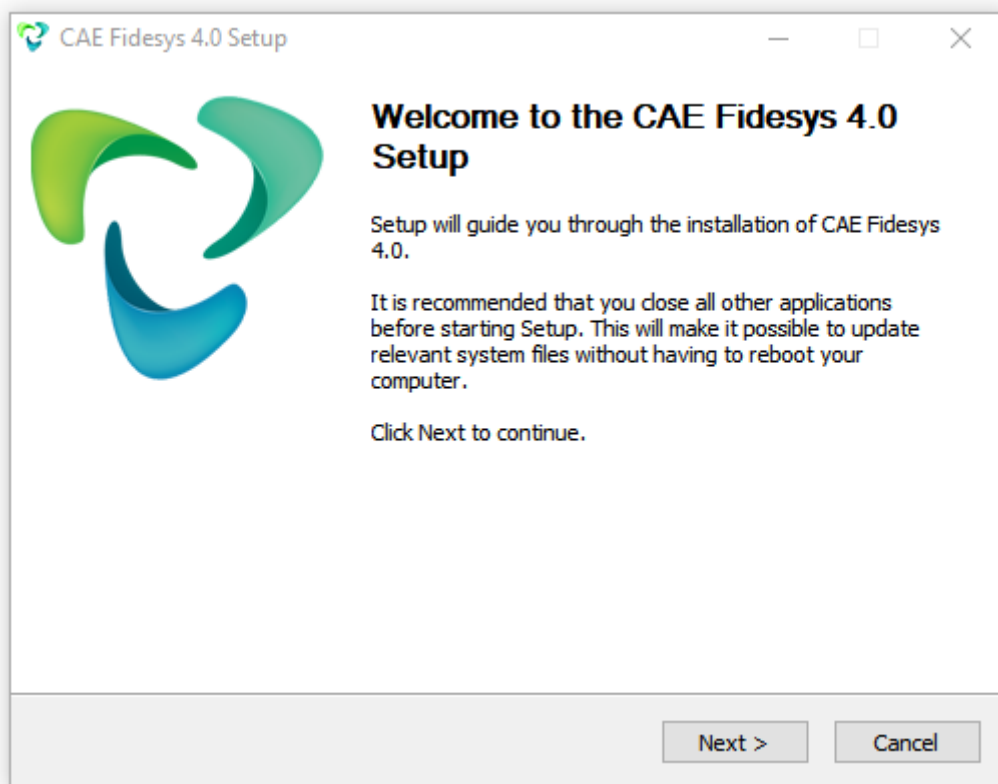 CAE Fidesys 4.0 Setup
Welcome to the CAE Fidesys 4.0
Setup
Setup will guide you through the installation of CAE Fidesys
4.0.
It is recommended that you close all other applications
before starting Setup. This will make it possible to update
relevant system files without having to reboot your
computer.
Click Next to continue.
Next >
Cancel